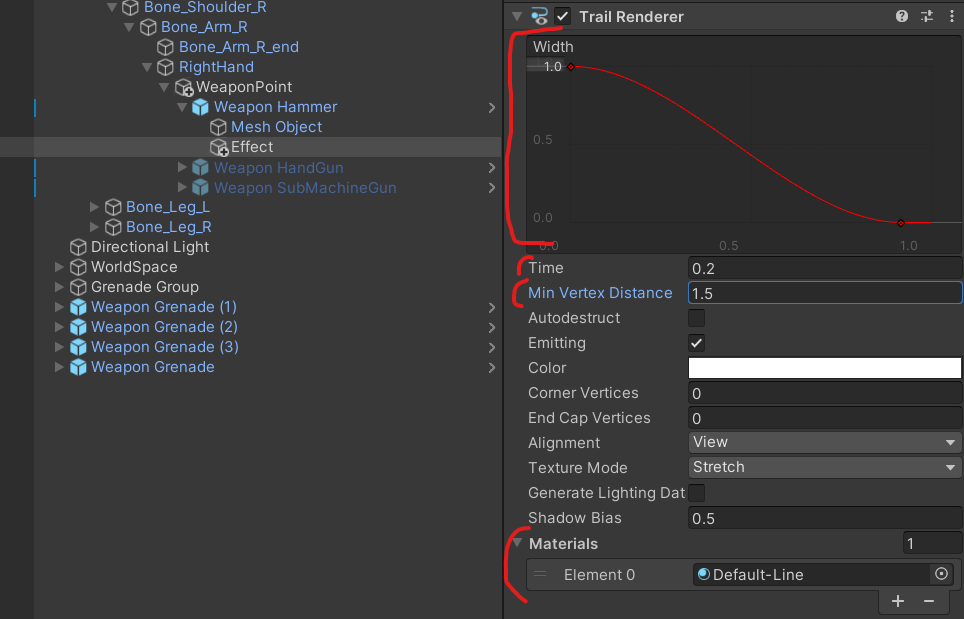 Bone_Shoulder_R
Bone_Arm_R
Bone_Arm_R_end
RightHand
WeaponPoint
Weapon Hammer
Mesh Object
Effect
Weapon HandGun
Weapon SubMachineGun
Bone_Leg_L
Bone_Leg_R
Directional Light
WorldSpace
Grenade Group
Weapon Grenade (1)
Weapon Grenade (2)
Weapon Grenade (3)
Weapon Grenade
Trail Renderer
Width
1.0
0.5
0.0
0.0 0.5 1.0
Time 0.2
Min Vertex Distance 1.5
Autodestruct
Emitting
Color
Corner Vertices 0
End Cap Vertices 0
Alignment View
Texture Mode Stretch
Generate Lighting Dat
Shadow Bias 0.5
Materials 1
Element 0 Default-Line